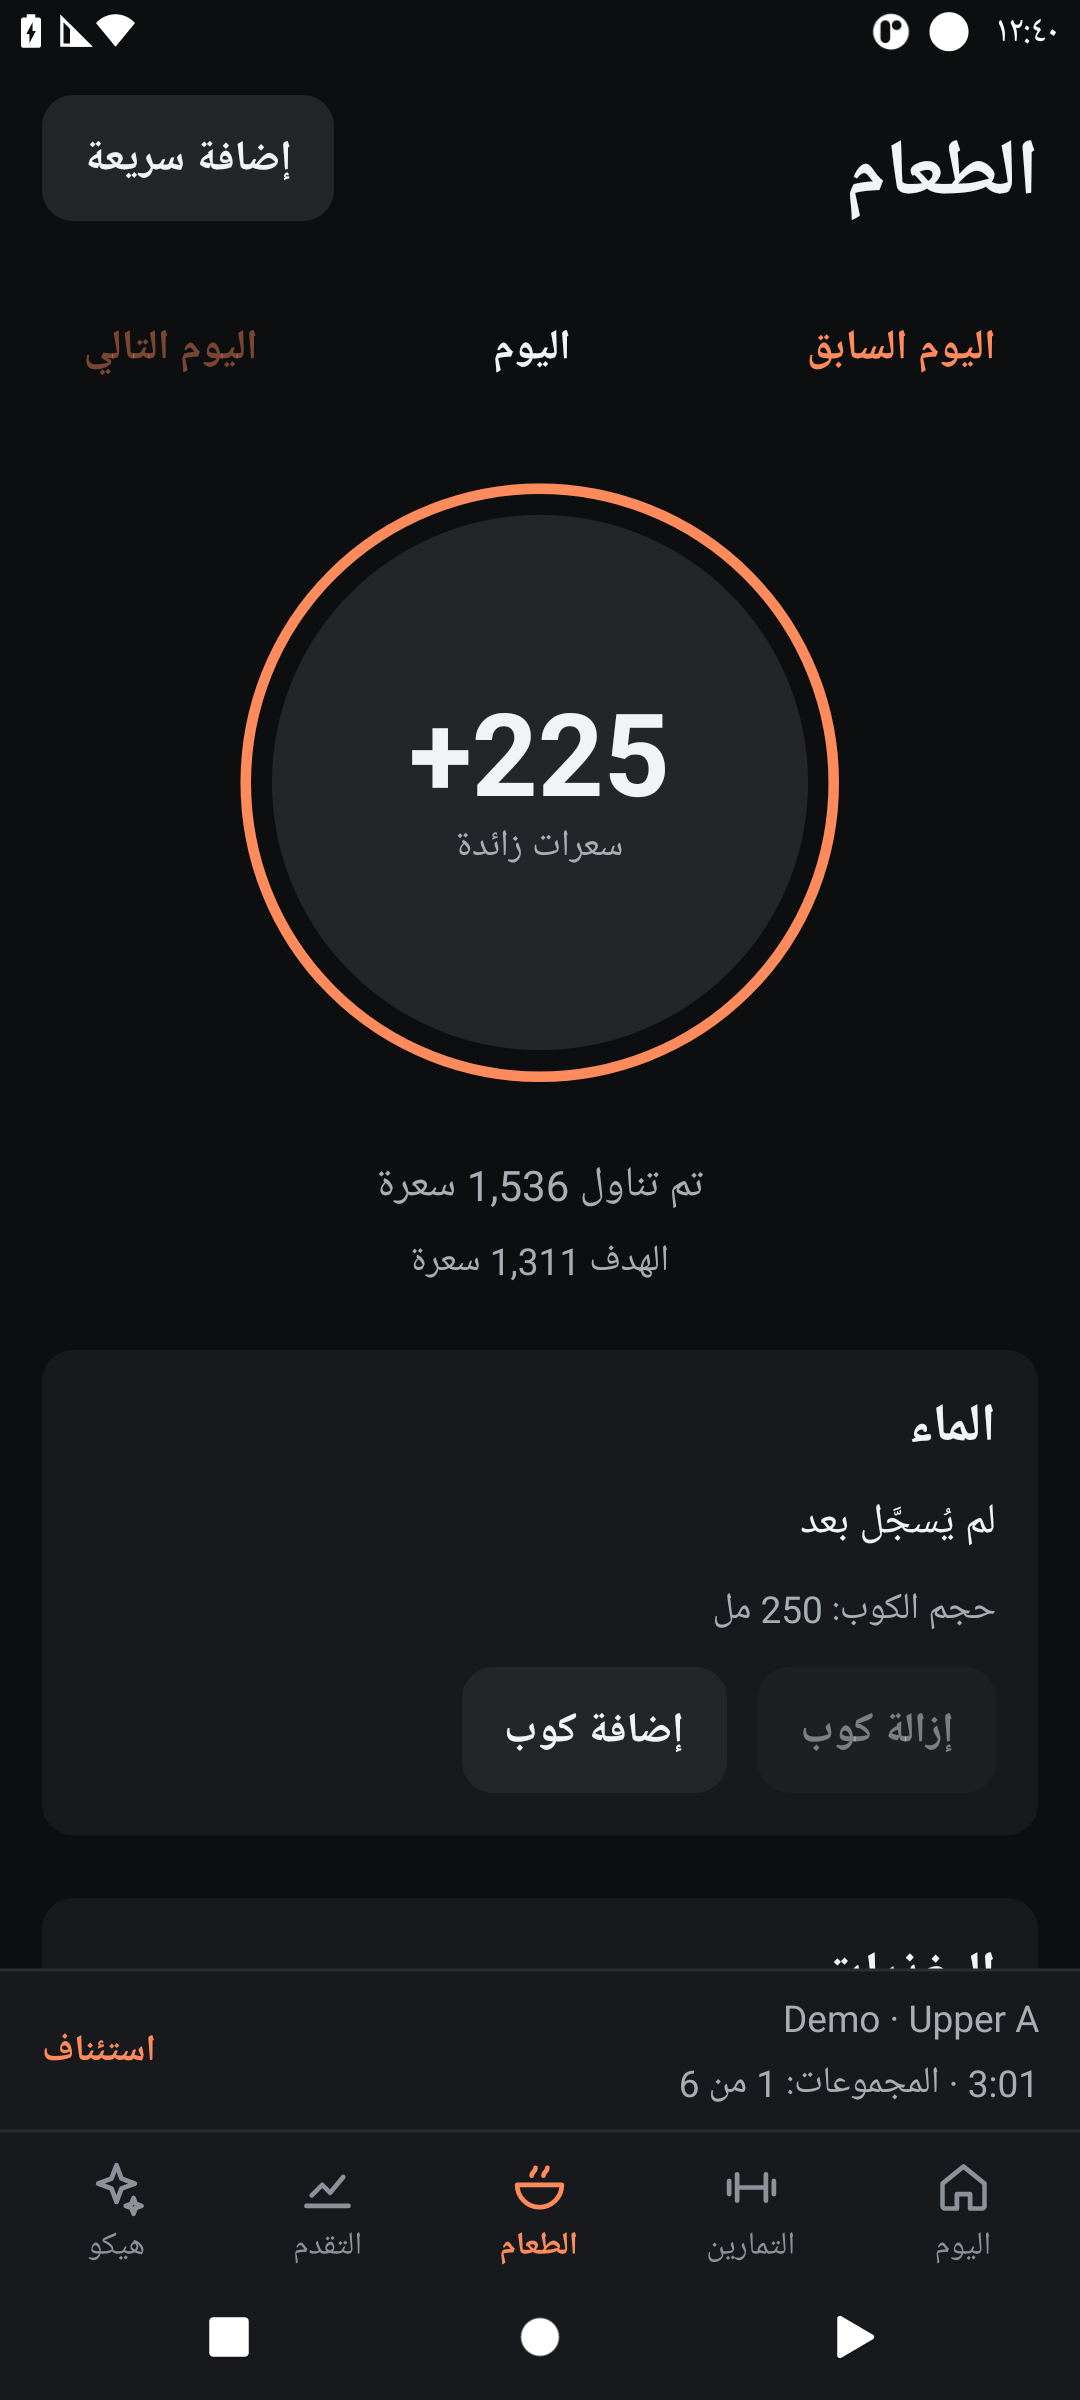 ١٢:٤٠
الطعام
إضافة سريعة
اليوم السابق
اليوم
اليوم التالي
+225
سعرات زائدة
تم تناول 1,536 سعرة
الهدف 1,311 سعرة
الماء
لم يُسجَّل بعد
حجم الكوب: 250 مل
إزالة كوب
إضافة كوب
Demo · Upper A
3:01 · المجموعات: 1 من 6
استئناف
اليوم
التمارين
الطعام
التقدم
هيكو